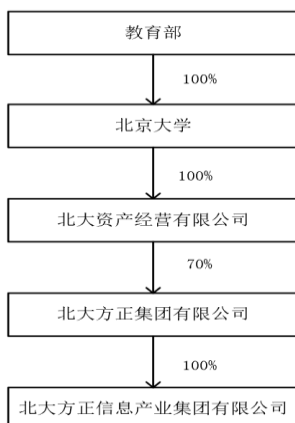 教育部
100%
北京大学
100%
北大资产经营有限公司
70%
北大方正集团有限公司
100%
北大方正信息产业集团有限公司